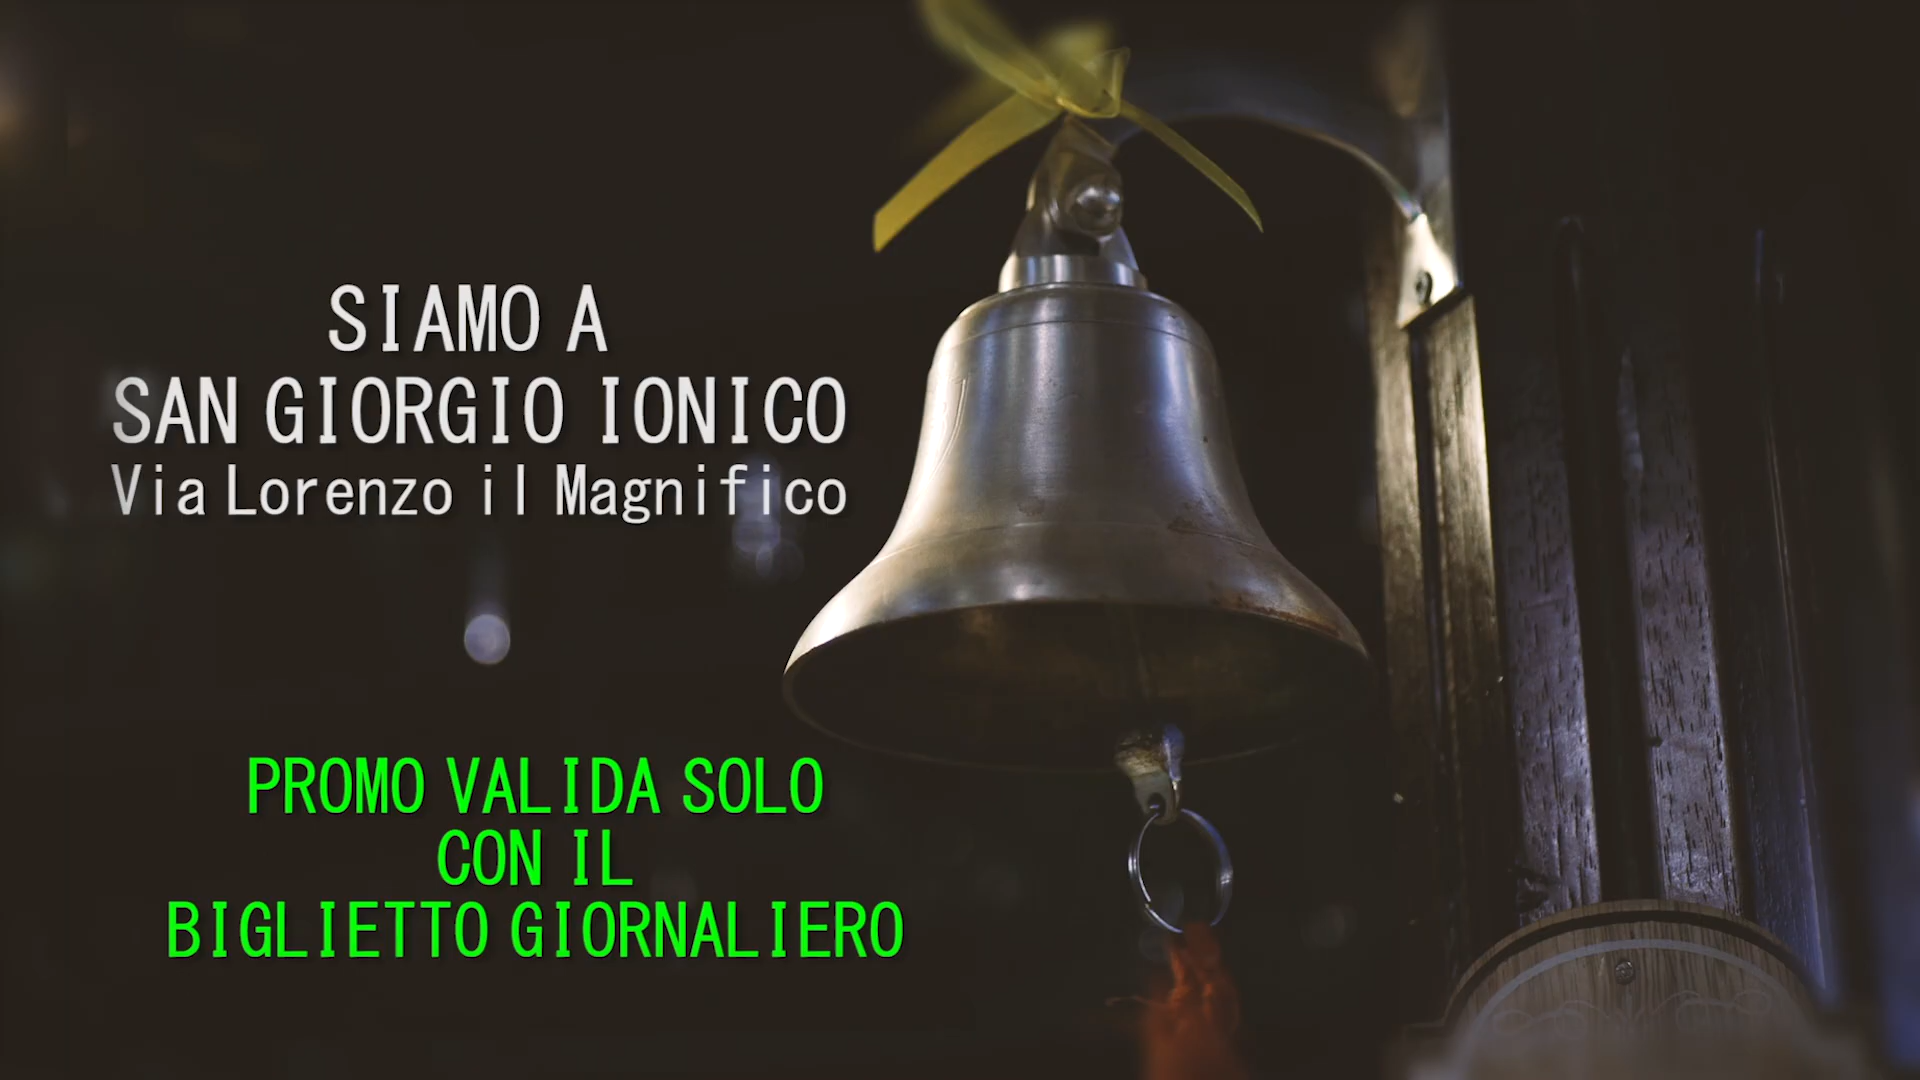 SIAMO A
SAN GIORGIO IONICO
Via Lorenzo il Magnifico
PROMO VALIDA SOLO
CON IL
BIGLIETTO GIORNALIERO